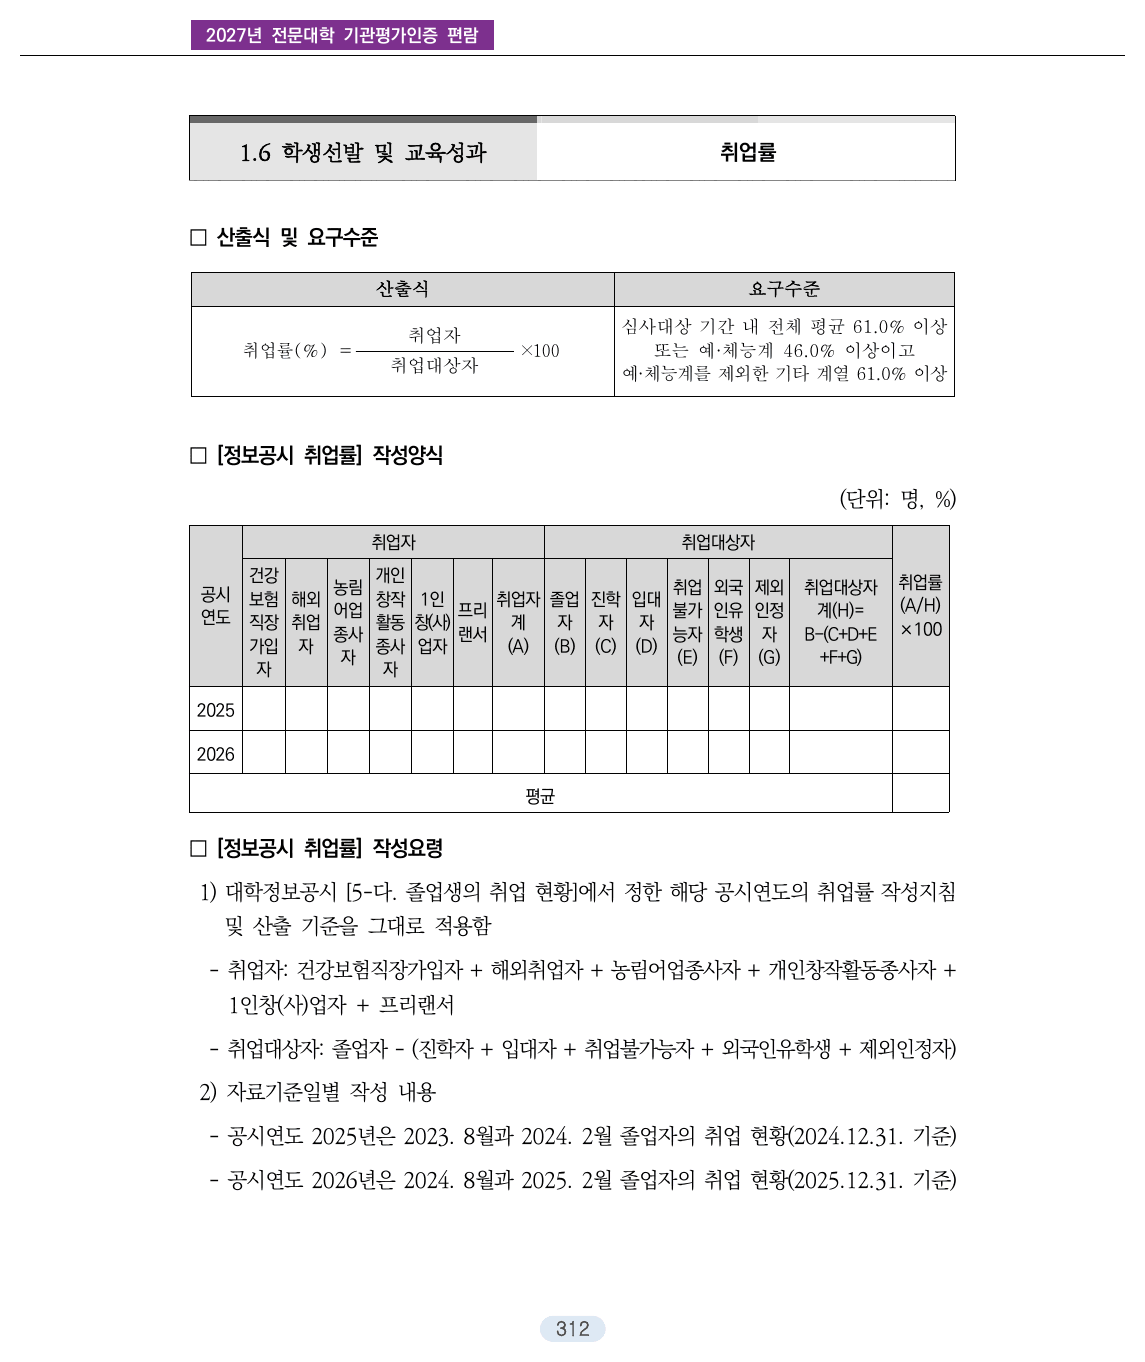 2027년 전문대학 기관평가인증 편람
1.6 학생선발 및 교육성과
취업률
□ 산출식 및 요구수준
산출식
요구수준
취업률(%) = 취업자 / 취업대상자 ×100
심사대상 기간 내 전체 평균 61.0% 이상
또는 예·체능계 46.0% 이상이고
예·체능계를 제외한 기타 계열 61.0% 이상
□ [정보공시 취업률] 작성양식
(단위: 명, %)
공시
연도
취업자
취업대상자
취업률
(A/H)
×100
건강
보험
직장
가입
자
해외
취업
자
농림
어업
종사
자
개인
창작
활동
종사
자
1인
창(사)
업자
프리
랜서
취업자
계
(A)
졸업
자
(B)
진학
자
(C)
입대
자
(D)
취업
불가
능자
(E)
외국
인유
학생
(F)
제외
인정
자
(G)
취업대상자
계(H)=
B-(C+D+E
+F+G)
2025
2026
평균
□ [정보공시 취업률] 작성요령
1) 대학정보공시 [5-다. 졸업생의 취업 현황]에서 정한 해당 공시연도의 취업률 작성지침
및 산출 기준을 그대로 적용함
- 취업자: 건강보험직장가입자 + 해외취업자 + 농림어업종사자 + 개인창작활동종사자 +
1인창(사)업자 + 프리랜서
- 취업대상자: 졸업자 - (진학자 + 입대자 + 취업불가능자 + 외국인유학생 + 제외인정자)
2) 자료기준일별 작성 내용
- 공시연도 2025년은 2023. 8월과 2024. 2월 졸업자의 취업 현황(2024.12.31. 기준)
- 공시연도 2026년은 2024. 8월과 2025. 2월 졸업자의 취업 현황(2025.12.31. 기준)
312